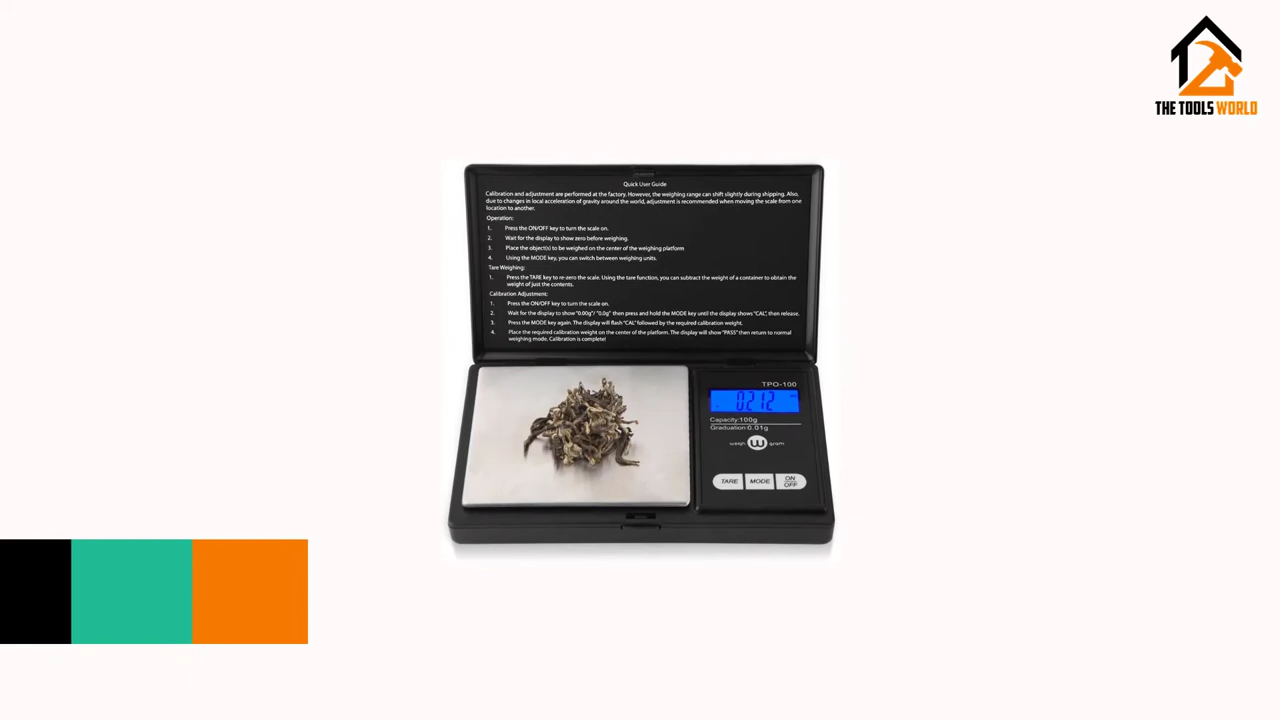 THE TOOLS WORLD
Quick User Guide
Calibration and adjustment are performed at the factory. However, the weighing range can shift slightly during shipping. Also,
due to changes in local acceleration of gravity around the world, adjustment is recommended when moving the scale from one
location to another.
Operation:
1. Press the ON/OFF key to turn the scale on.
2. Wait for the display to show zero before weighing.
3. Place the object(s) to be weighed on the center of the weighing platform
4. Using the MODE key, you can switch between weighing units.
Tare Weighing:
1. Press the TARE key to re-zero the scale. Using the tare function, you can subtract the weight of a container to obtain the
weight of just the contents.
Calibration Adjustment:
1. Press the ON/OFF key to turn the scale on.
2. Wait for the display to show "0.00g"/ "0.0g" then press and hold the MODE key until the display shows "CAL", then release.
3. Press the MODE key again. The display will flash "CAL" followed by the required calibration weight.
4. Place the required calibration weight on the center of the platform. The display will show "PASS" then return to normal
weighing mode. Calibration is complete!
TPO-100
0.212
Capacity:100g
Graduation:0.01g
weigh W gram
TARE MODE ON/OFF